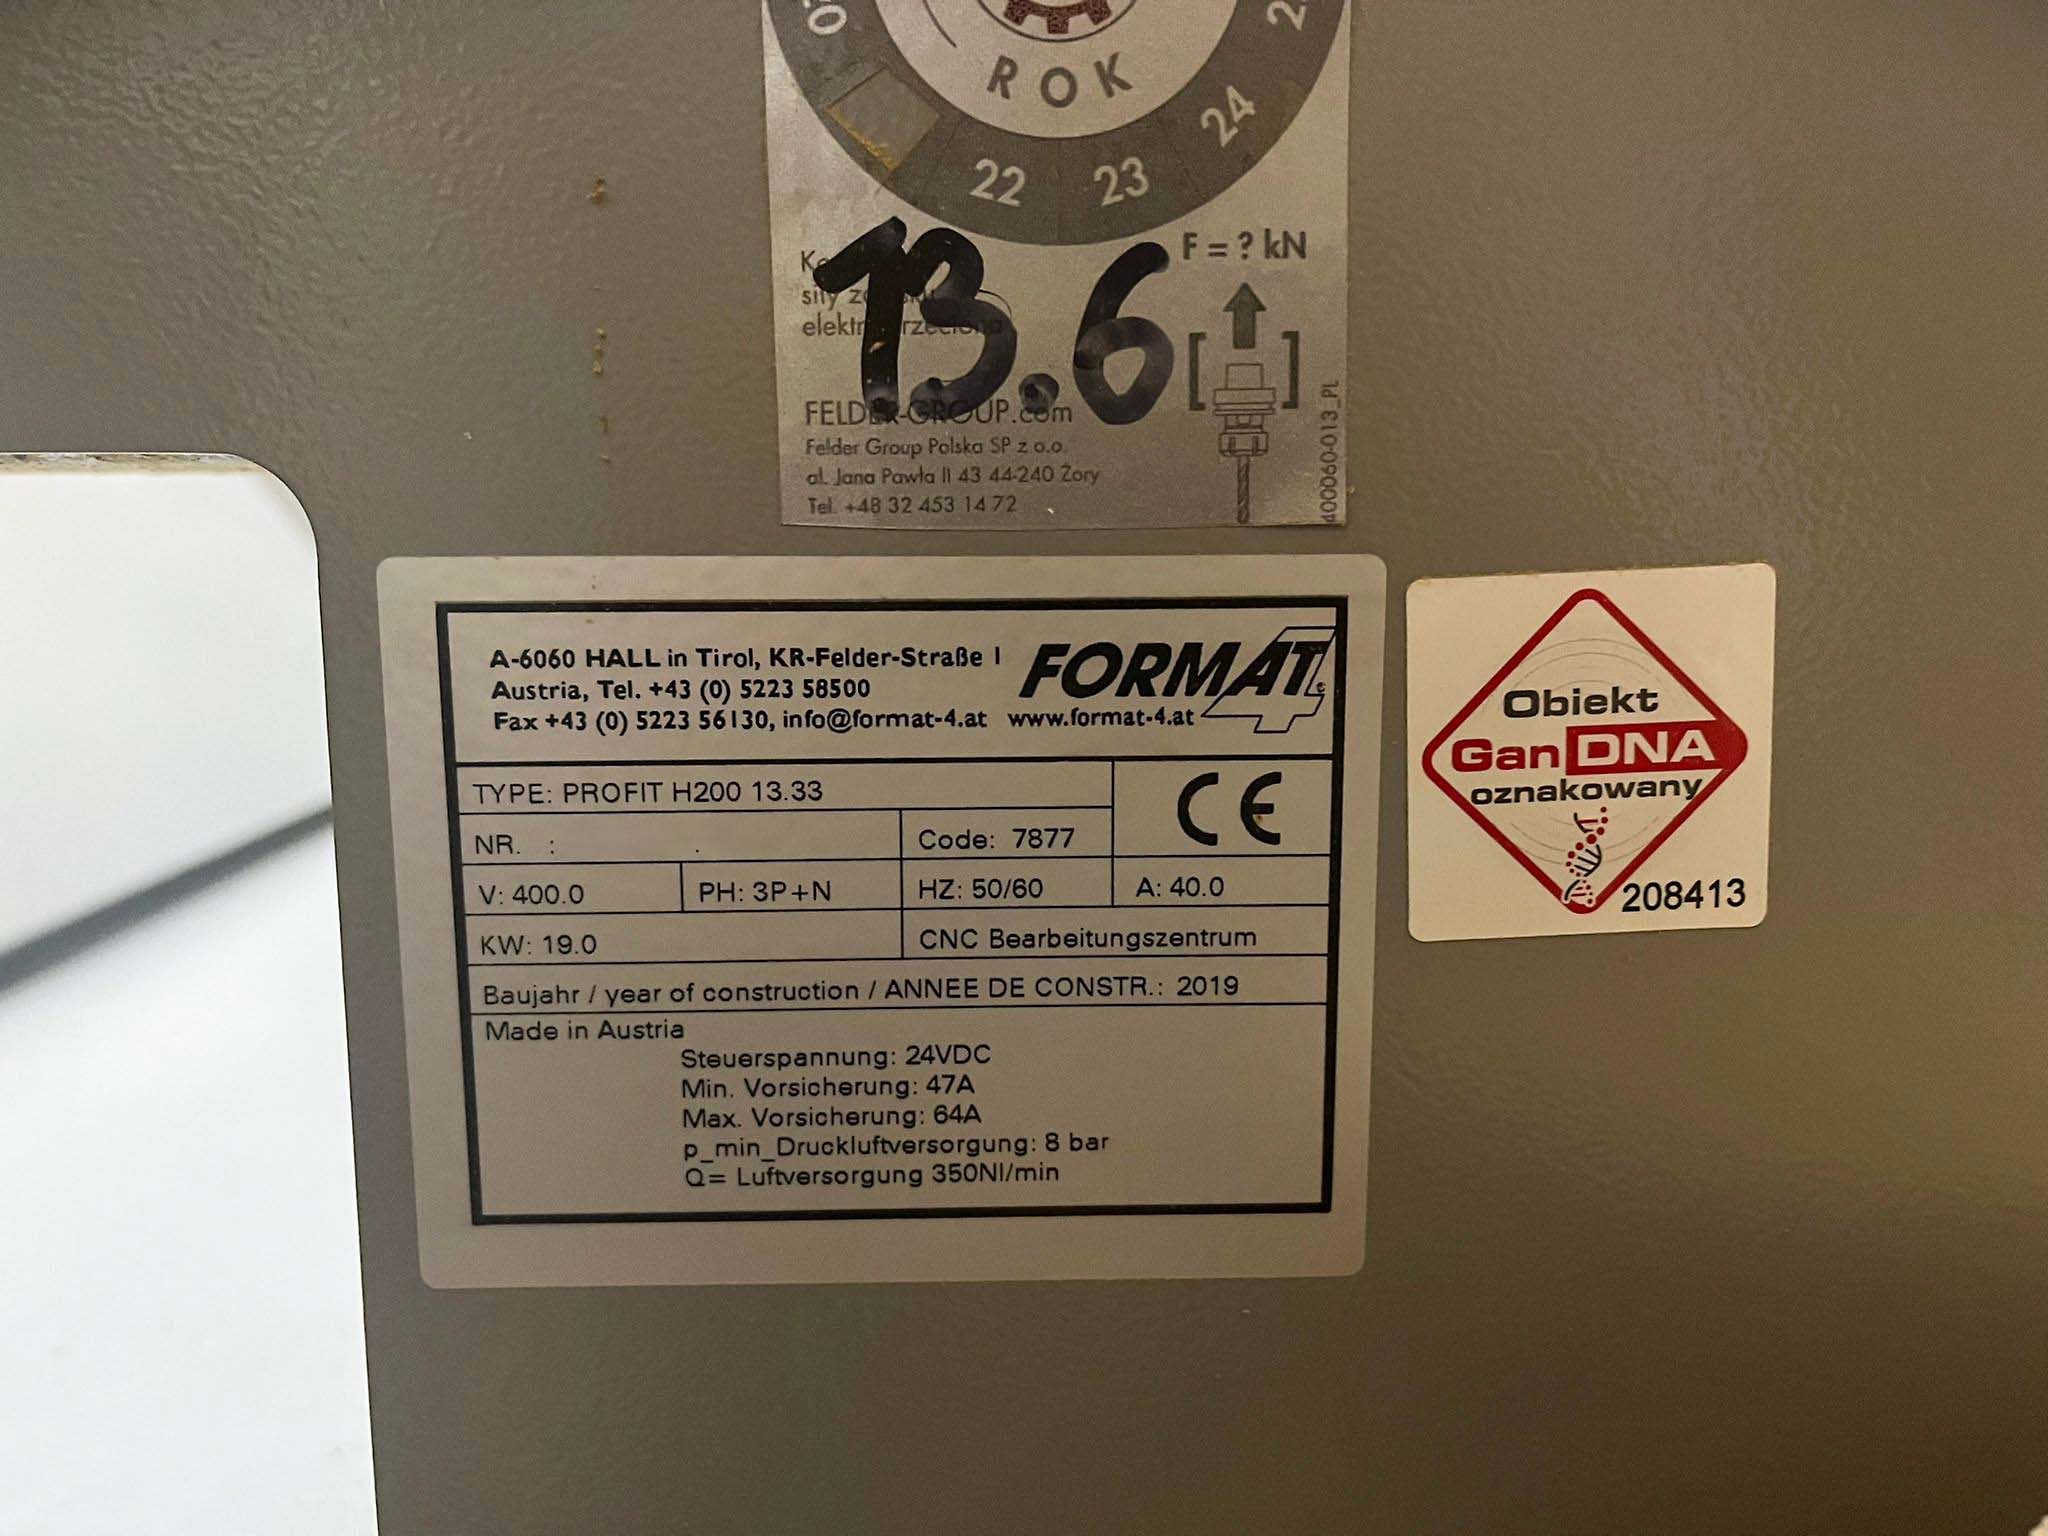 ROK
22
23
24
13.6
F = ? kN
siły
FELDER-GROUP.com
Felder Group Polska SP z o.o.
al. Jana Pawła II 43 44-240 Żory
Tel. +48 32 453 14 72
400060-013_PL
A-6060 HALL in Tirol, KR-Felder-Straße 1
Austria, Tel. +43 (0) 5223 58500
Fax +43 (0) 5223 56130, info@format-4.at www.format-4.at
FORMAT 4
TYPE: PROFIT H200 13.33
CE
NR. : .
Code: 7877
V: 400.0
PH: 3P+N
HZ: 50/60
A: 40.0
KW: 19.0
CNC Bearbeitungszentrum
Baujahr / year of construction / ANNEE DE CONSTR.: 2019
Made in Austria
Steuerspannung: 24VDC
Min. Vorsicherung: 47A
Max. Vorsicherung: 64A
p_min_Druckluftversorgung: 8 bar
Q= Luftversorgung 350Nl/min
Obiekt
GanDNA
oznakowany
208413